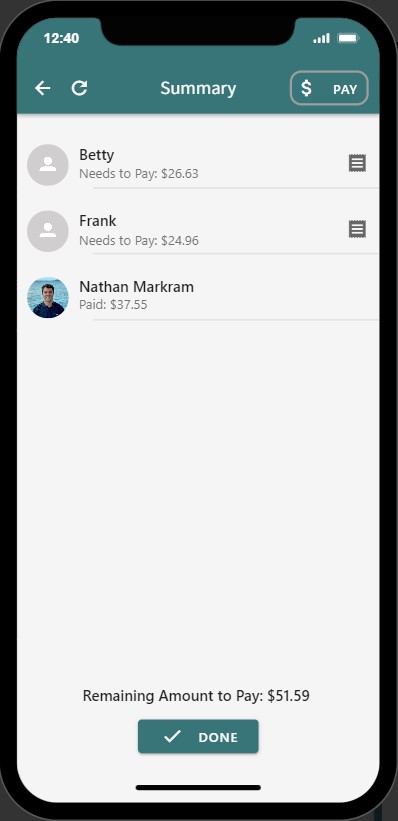 12:40
Summary
$ PAY
Betty
Needs to Pay: $26.63
Frank
Needs to Pay: $24.96
Nathan Markram
Paid: $37.55
Remaining Amount to Pay: $51.59
DONE